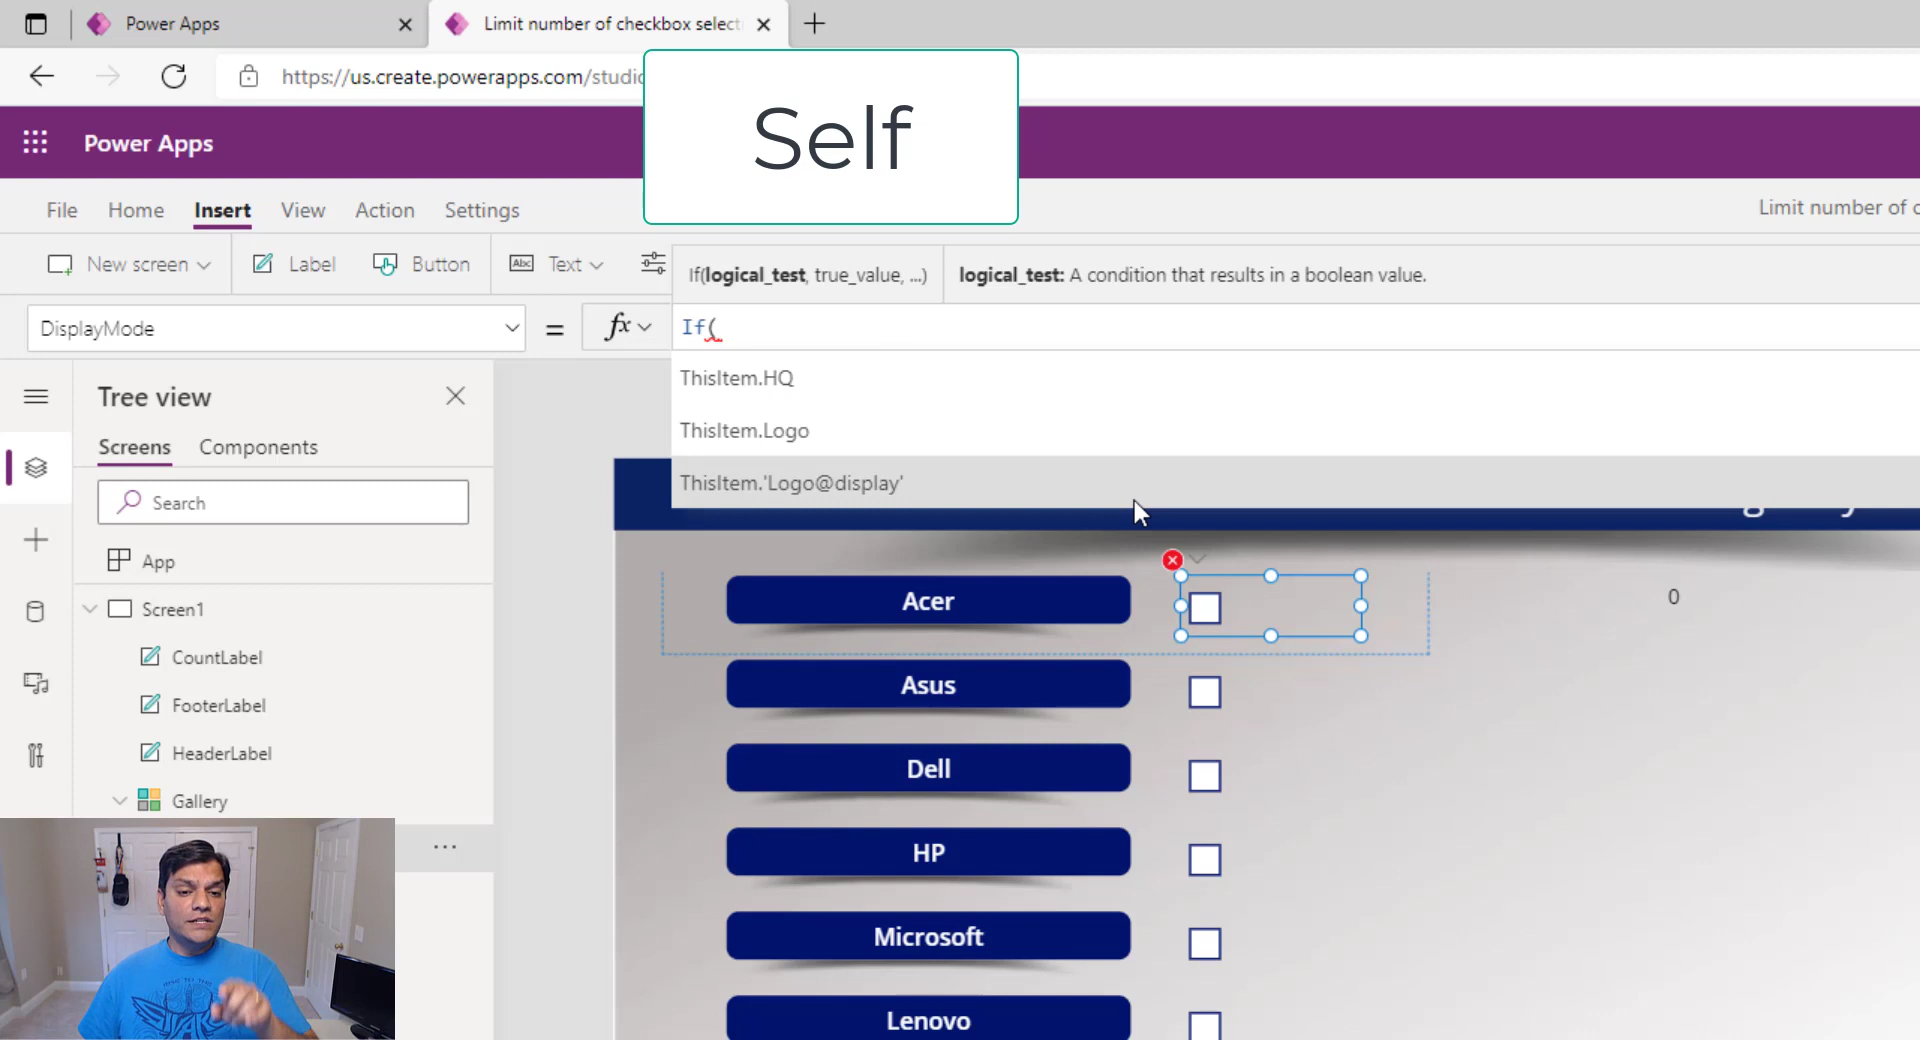 Power Apps
Limit number of checkbox select
https://us.create.powerapps.com/studio
Self
Power Apps
File Home Insert View Action Settings
Limit number of c
New screen Label Button Abc Text
If(logical_test, true_value, ...) logical_test: A condition that results in a boolean value.
DisplayMode = fx If(
ThisItem.HQ
ThisItem.Logo
ThisItem.'Logo@display'
Tree view
Screens Components
Search
App
Screen1
CountLabel
FooterLabel
HeaderLabel
Gallery
...
Acer
0
Asus
Dell
HP
Microsoft
Lenovo